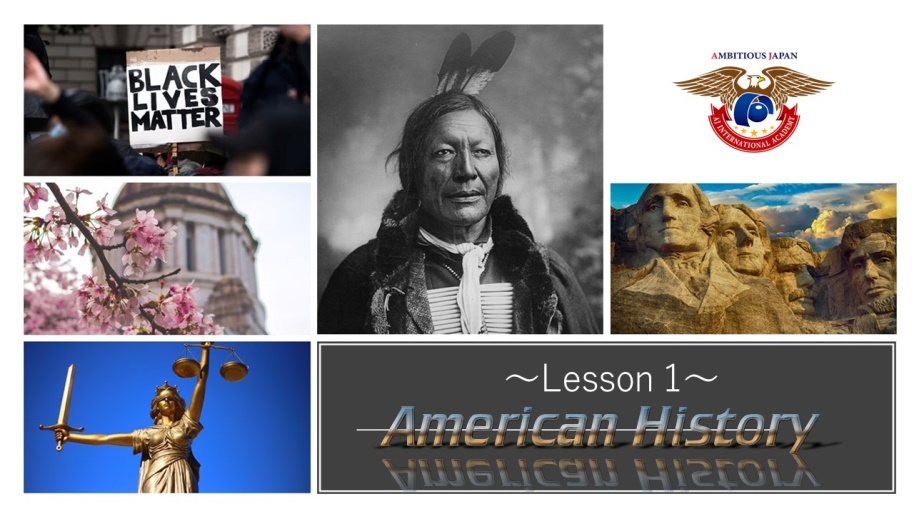 BLACK
LIVES
MATTER
AMBITIOUS JAPAN
AI INTERNATIONAL ACADEMY
～Lesson 1～
American History